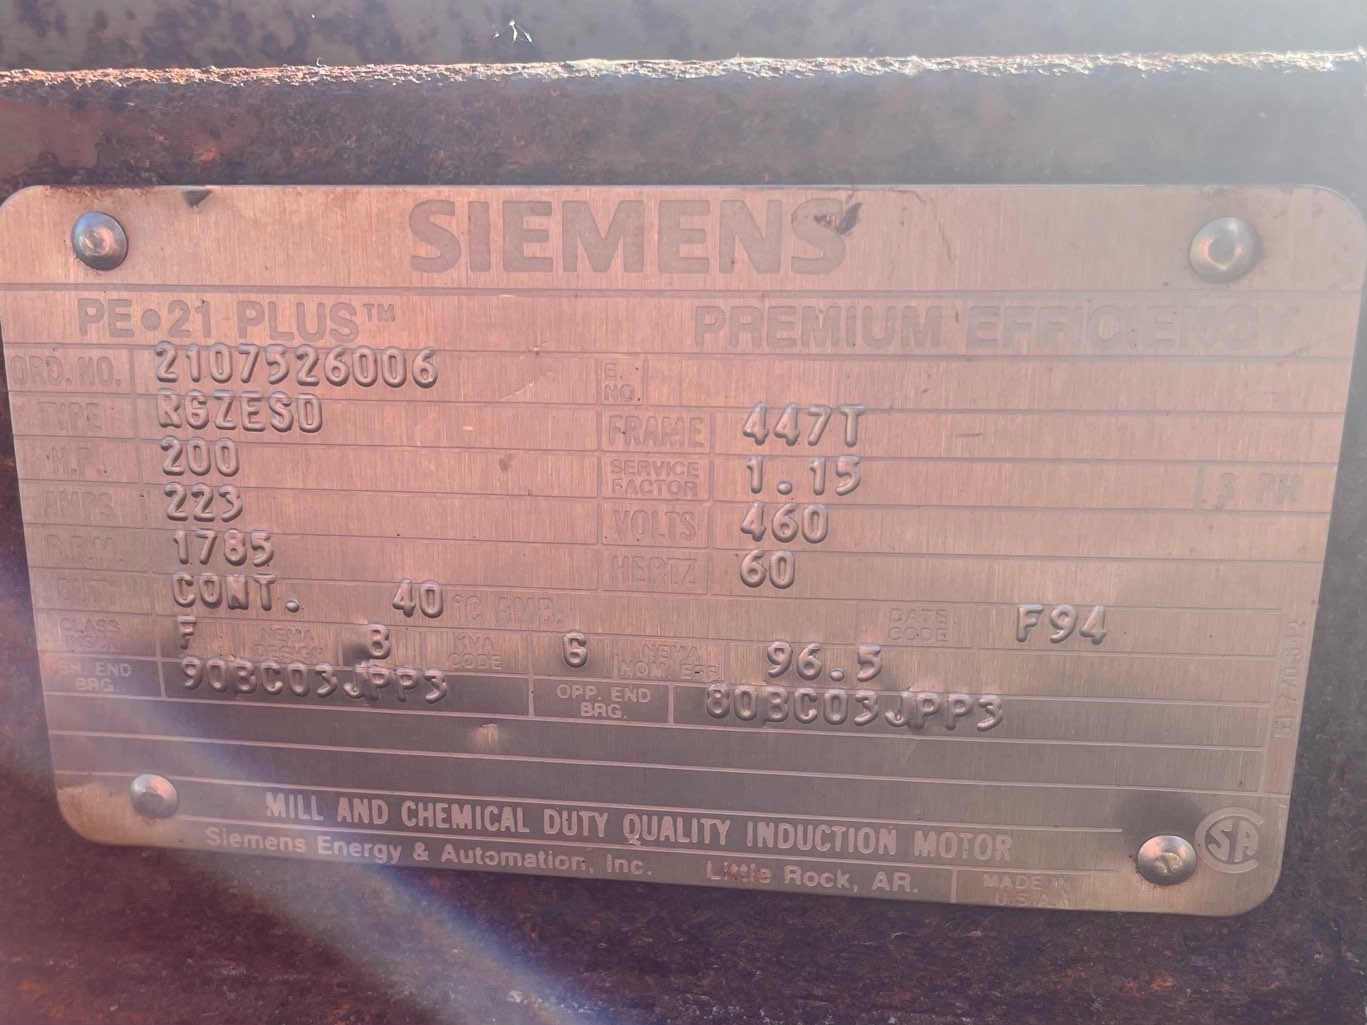 SIEMENS
PE•21 PLUS™ PREMIUM EFFICIENCY
ORD. NO. 2107526006 E. NO.
TYPE RGZESD FRAME 447T
H.P. 200 SERVICE FACTOR 1.15 3 PH
AMPS 223 VOLTS 460
R.P.M. 1785 HERTZ 60
DUTY CONT. 40 °C AMB. DATE CODE F94
CLASS INSUL F NEMA DESIGN B KVA CODE G NEMA NOM. EFF. 96.5
SH. END BRG. 90BC03JPP3 OPP. END BRG. 80BC03JPP3
MILL AND CHEMICAL DUTY QUALITY INDUCTION MOTOR
Siemens Energy & Automation, Inc. Little Rock, AR. MADE IN U.S.A.
SA